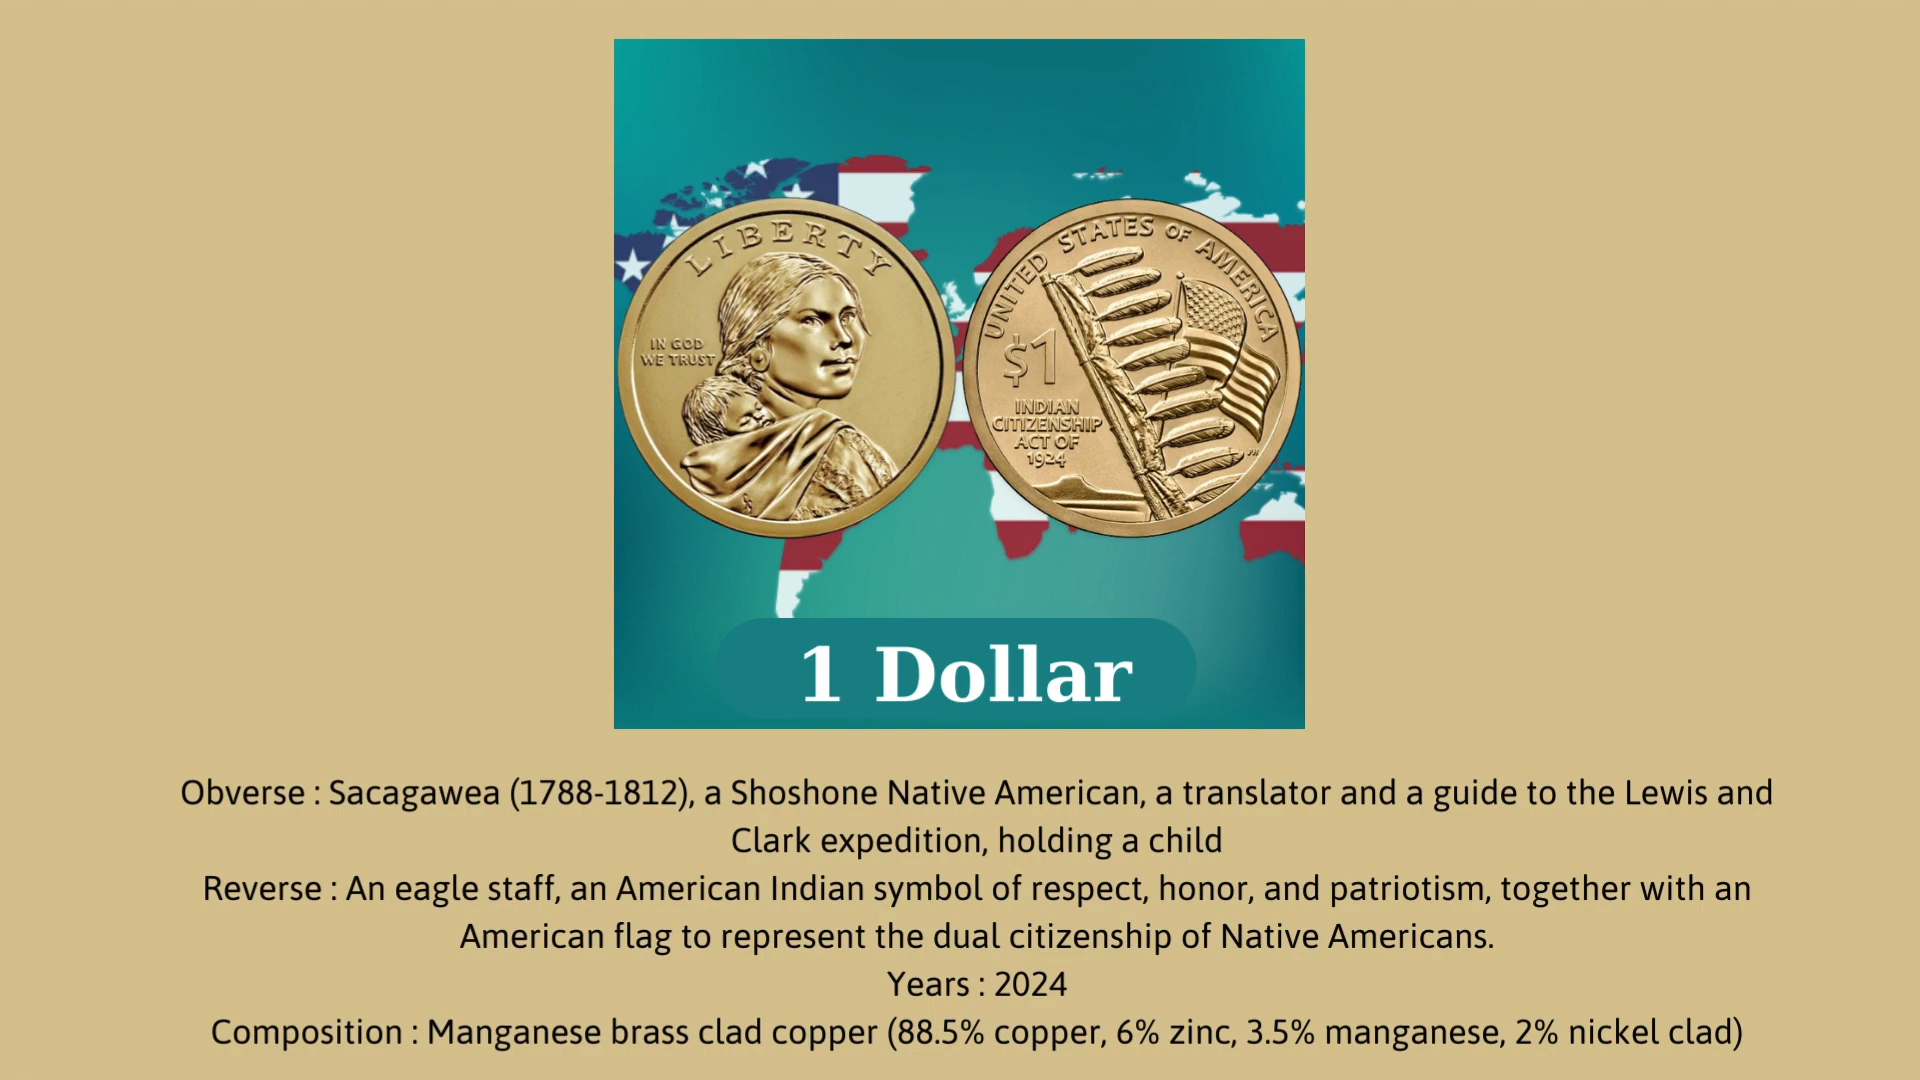 LIBERTY
IN GOD
WE TRUST
UNITED STATES OF AMERICA
$1
INDIAN
CITIZENSHIP
ACT OF
1924
PH
1 Dollar
Obverse : Sacagawea (1788-1812), a Shoshone Native American, a translator and a guide to the Lewis and
Clark expedition, holding a child
Reverse : An eagle staff, an American Indian symbol of respect, honor, and patriotism, together with an
American flag to represent the dual citizenship of Native Americans.
Years : 2024
Composition : Manganese brass clad copper (88.5% copper, 6% zinc, 3.5% manganese, 2% nickel clad)